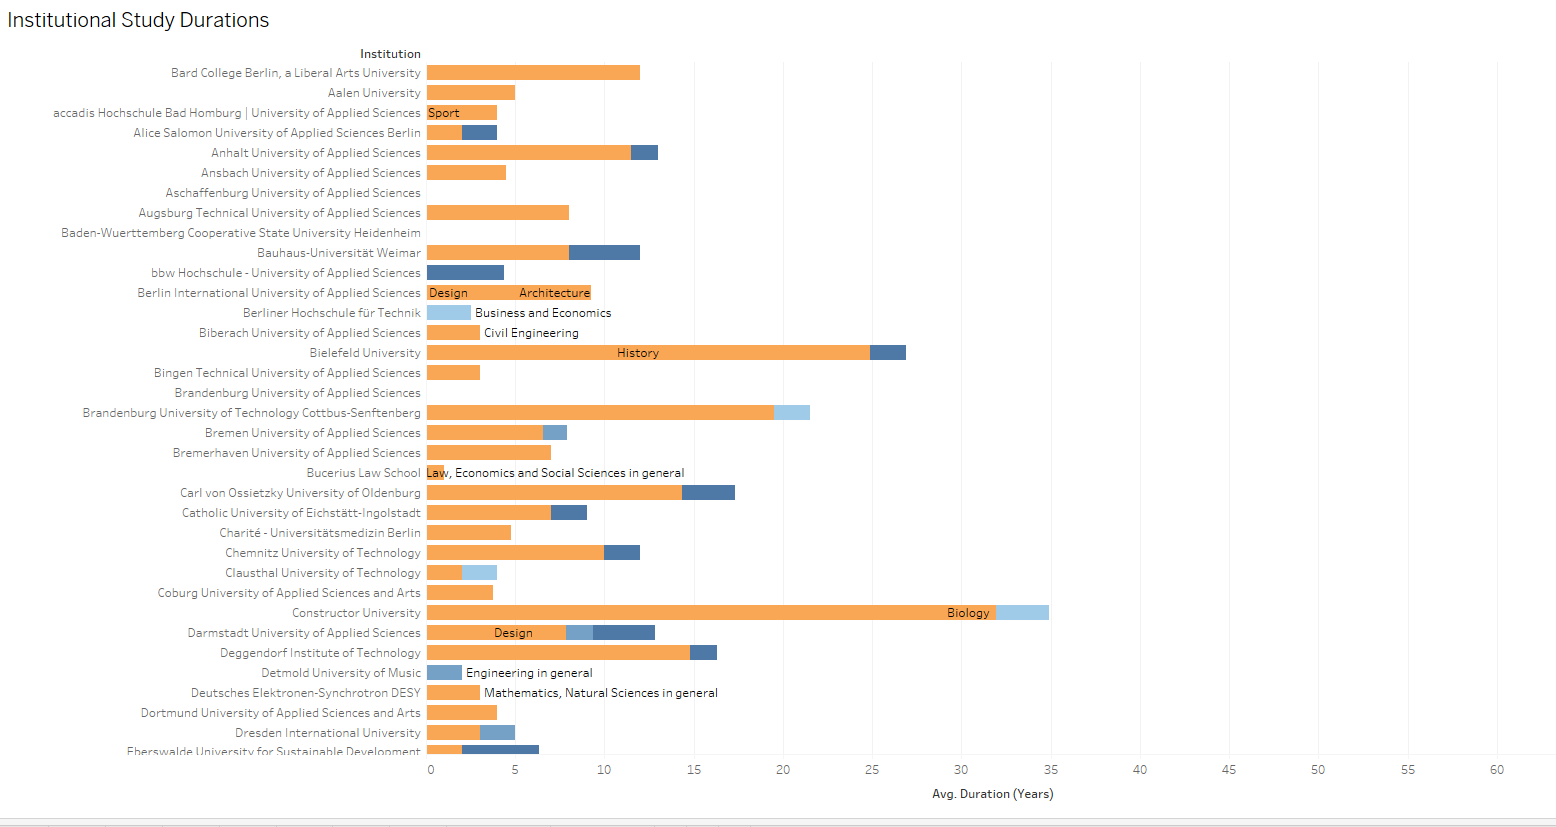 Institutional Study Durations
Institution
Bard College Berlin, a Liberal Arts University
Aalen University
accadis Hochschule Bad Homburg | University of Applied Sciences Sport
Alice Salomon University of Applied Sciences Berlin
Anhalt University of Applied Sciences
Ansbach University of Applied Sciences
Aschaffenburg University of Applied Sciences
Augsburg Technical University of Applied Sciences
Baden-Wuerttemberg Cooperative State University Heidenheim
Bauhaus-Universität Weimar
bbw Hochschule - University of Applied Sciences
Berlin International University of Applied Sciences Design Architecture
Berliner Hochschule für Technik Business and Economics
Biberach University of Applied Sciences Civil Engineering
Bielefeld University History
Bingen Technical University of Applied Sciences
Brandenburg University of Applied Sciences
Brandenburg University of Technology Cottbus-Senftenberg
Bremen University of Applied Sciences
Bremerhaven University of Applied Sciences
Bucerius Law School Law, Economics and Social Sciences in general
Carl von Ossietzky University of Oldenburg
Catholic University of Eichstätt-Ingolstadt
Charité - Universitätsmedizin Berlin
Chemnitz University of Technology
Clausthal University of Technology
Coburg University of Applied Sciences and Arts
Constructor University Biology
Darmstadt University of Applied Sciences Design
Deggendorf Institute of Technology
Detmold University of Music Engineering in general
Deutsches Elektronen-Synchrotron DESY Mathematics, Natural Sciences in general
Dortmund University of Applied Sciences and Arts
Dresden International University
Eberswalde University for Sustainable Development
0 5 10 15 20 25 30 35 40 45 50 55 60
Avg. Duration (Years)